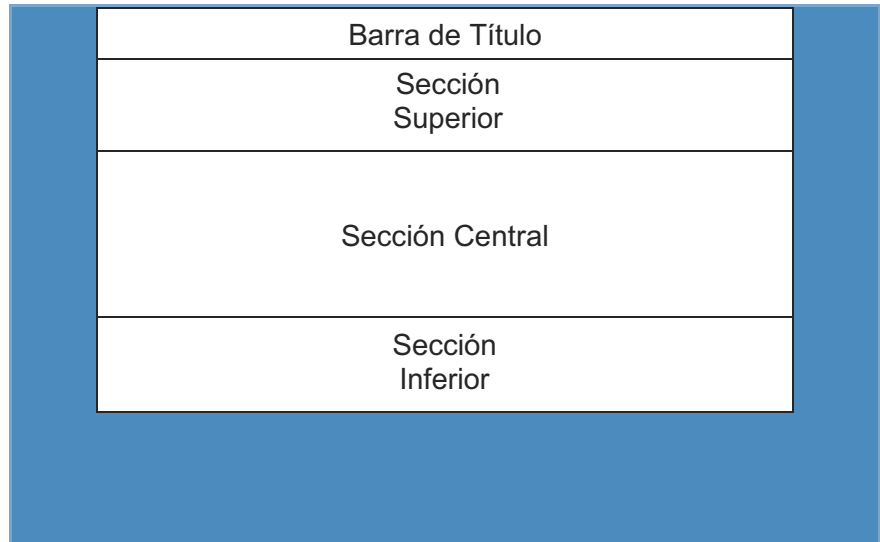 Barra de Título
Sección
Superior
Sección Central
Sección
Inferior